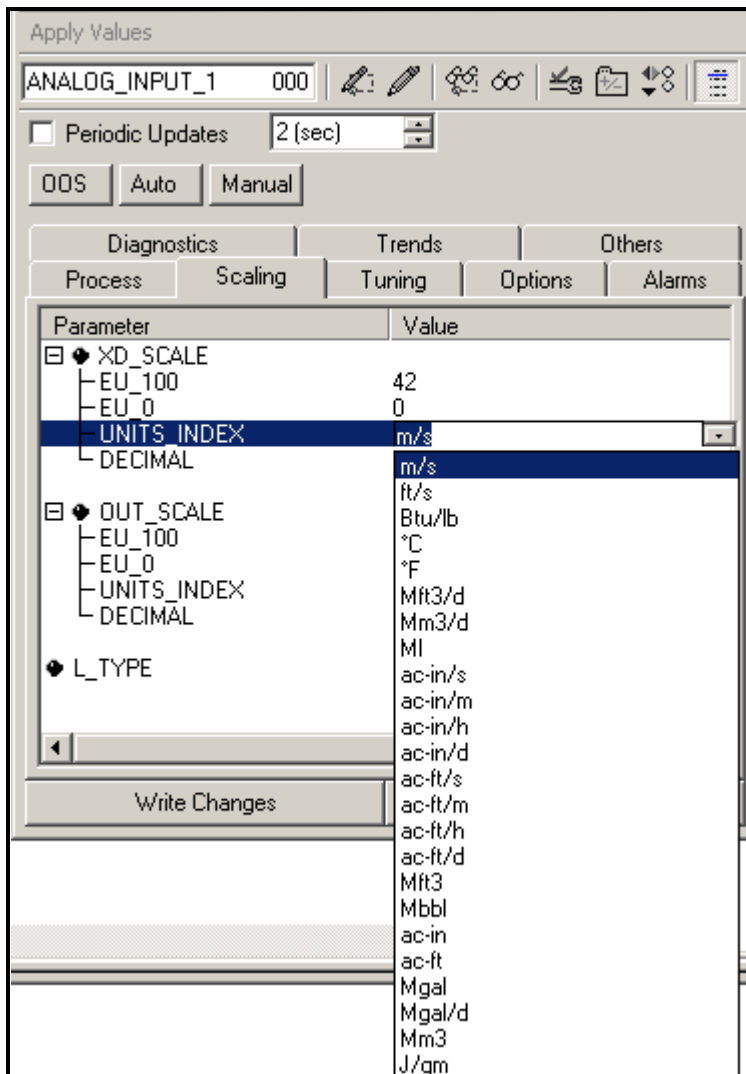 Apply Values
ANALOG_INPUT_1 000
Periodic Updates 2 (sec)
OOS Auto Manual
Diagnostics Trends Others
Process Scaling Tuning Options Alarms
Parameter Value
XD_SCALE
EU_100 42
EU_0 0
UNITS_INDEX m/s
DECIMAL m/s
ft/s
OUT_SCALE Btu/lb
EU_100 °C
EU_0 °F
UNITS_INDEX Mft3/d
DECIMAL Mm3/d
Ml
L_TYPE ac-in/s
ac-in/m
ac-in/h
ac-in/d
ac-ft/s
Write Changes ac-ft/m
ac-ft/h
ac-ft/d
Mft3
Mbbl
ac-in
ac-ft
Mgal
Mgal/d
Mm3
J/gm